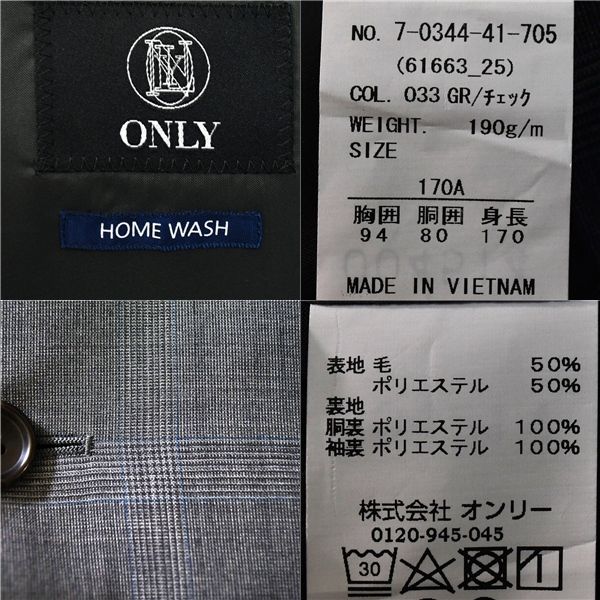 ONLY
HOME WASH
NO. 7-0344-41-705
(61663_25)
COL. 033 GR/チェック
WEIGHT. 190g/m
SIZE
170A
胸囲 胴囲 身長
94 80 170
MADE IN VIETNAM
表地 毛 50%
ポリエステル 50%
裏地
胴裏 ポリエステル 100%
袖裏 ポリエステル 100%
株式会社 オンリー
0120-945-045
30